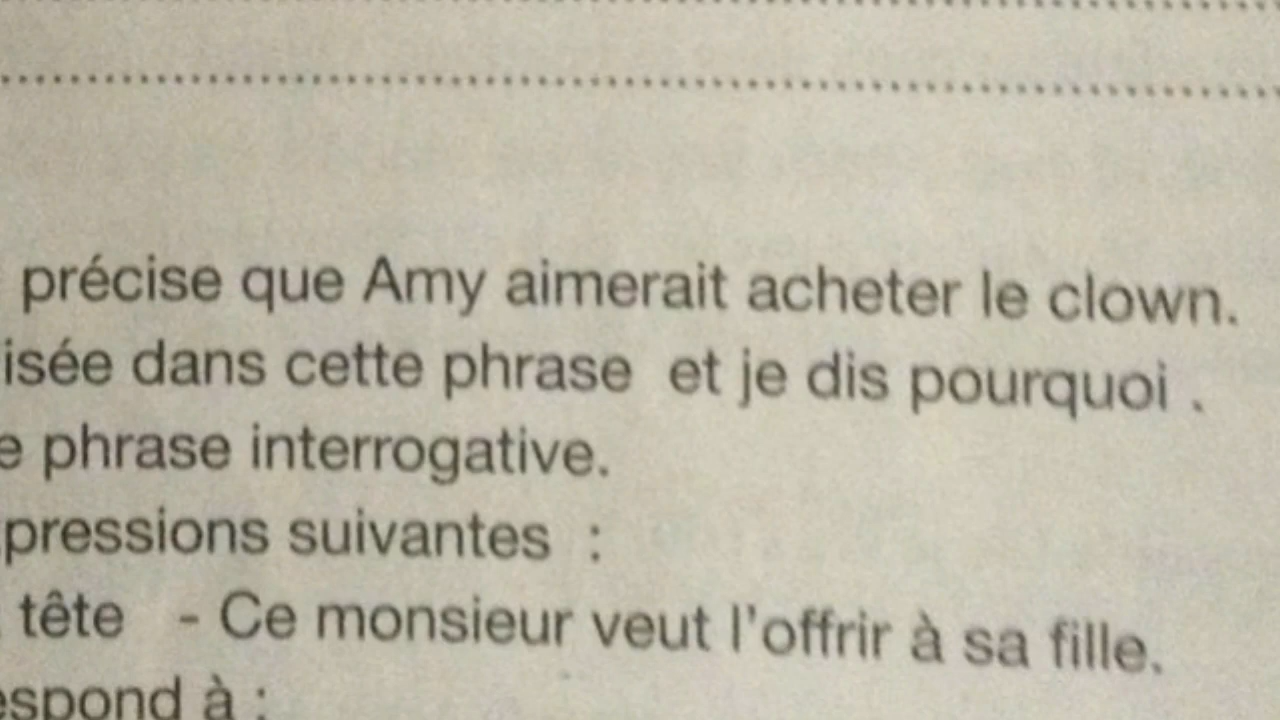 précise que Amy aimerait acheter le clown.
isée dans cette phrase et je dis pourquoi .
e phrase interrogative.
pressions suivantes :
tête - Ce monsieur veut l'offrir à sa fille.
espond à :